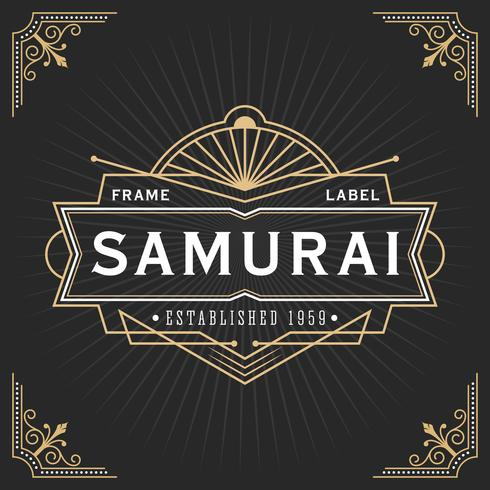 FRAME LABEL
SAMURAI
• ESTABLISHED 1959 •